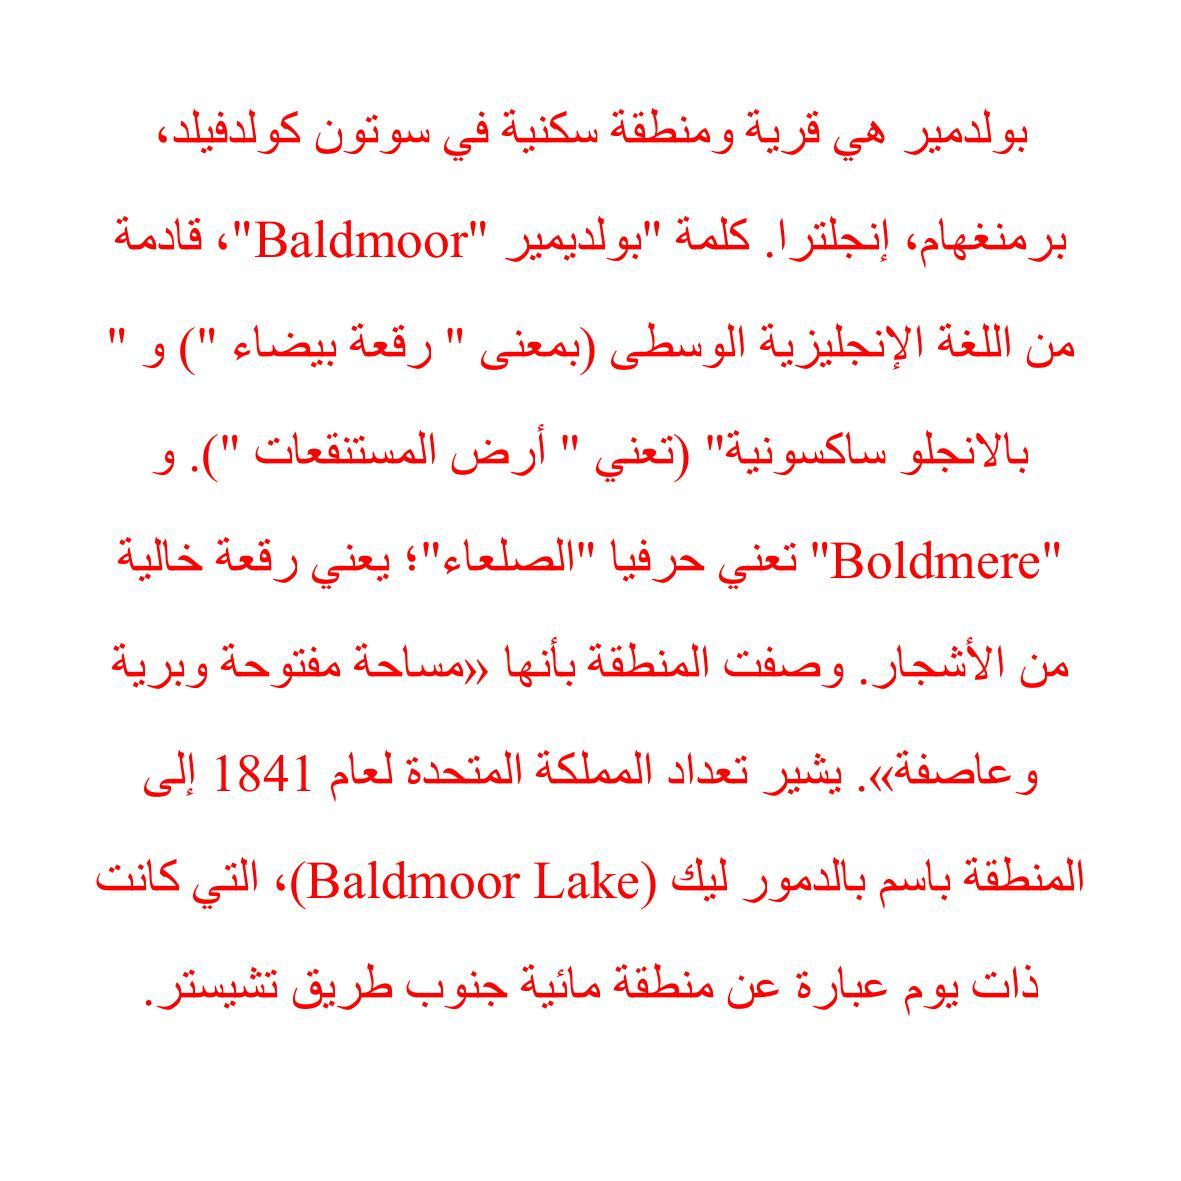 بولدمير هي قرية ومنطقة سكنية في سوتون كولدفيلد،
برمنغهام، إنجلترا. كلمة "بولديمير "Baldmoor"، قادمة
من اللغة الإنجليزية الوسطى (بمعنى " رقعة بيضاء ") و "
بالانجلو ساكسونية" (تعني " أرض المستنقعات "). و
"Boldmere" تعني حرفيا "الصلعاء"؛ يعني رقعة خالية
من الأشجار. وصفت المنطقة بأنها «مساحة مفتوحة وبرية
وعاصفة». يشير تعداد المملكة المتحدة لعام 1841 إلى
المنطقة باسم بالدمور ليك (Baldmoor Lake)، التي كانت
ذات يوم عبارة عن منطقة مائية جنوب طريق تشيستر.